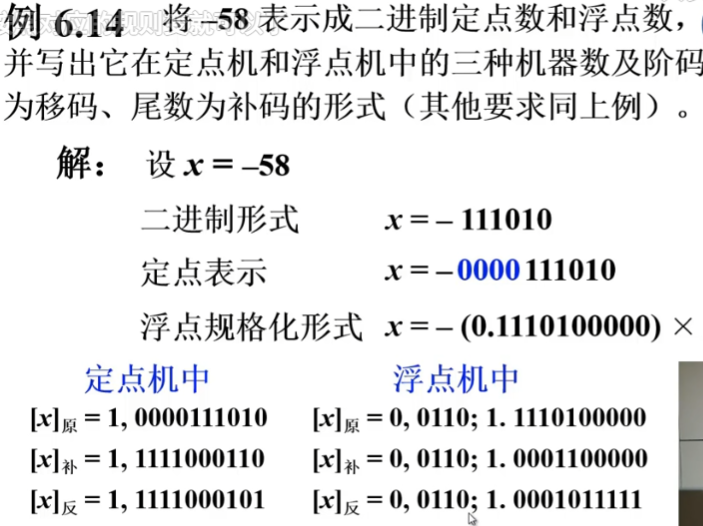 例 6.14 将 –58 表示成二进制定点数和浮点数，
并写出它在定点机和浮点机中的三种机器数及阶码
为移码、尾数为补码的形式（其他要求同上例）。
解： 设 x = –58
二进制形式 x = – 111010
定点表示 x = –0000111010
浮点规格化形式 x = – (0.1110100000) ×
定点机中 浮点机中
[x]原 = 1, 0000111010 [x]原 = 0, 0110; 1. 1110100000
[x]补 = 1, 1111000110 [x]补 = 0, 0110; 1. 0001100000
[x]反 = 1, 1111000101 [x]反 = 0, 0110; 1. 0001011111